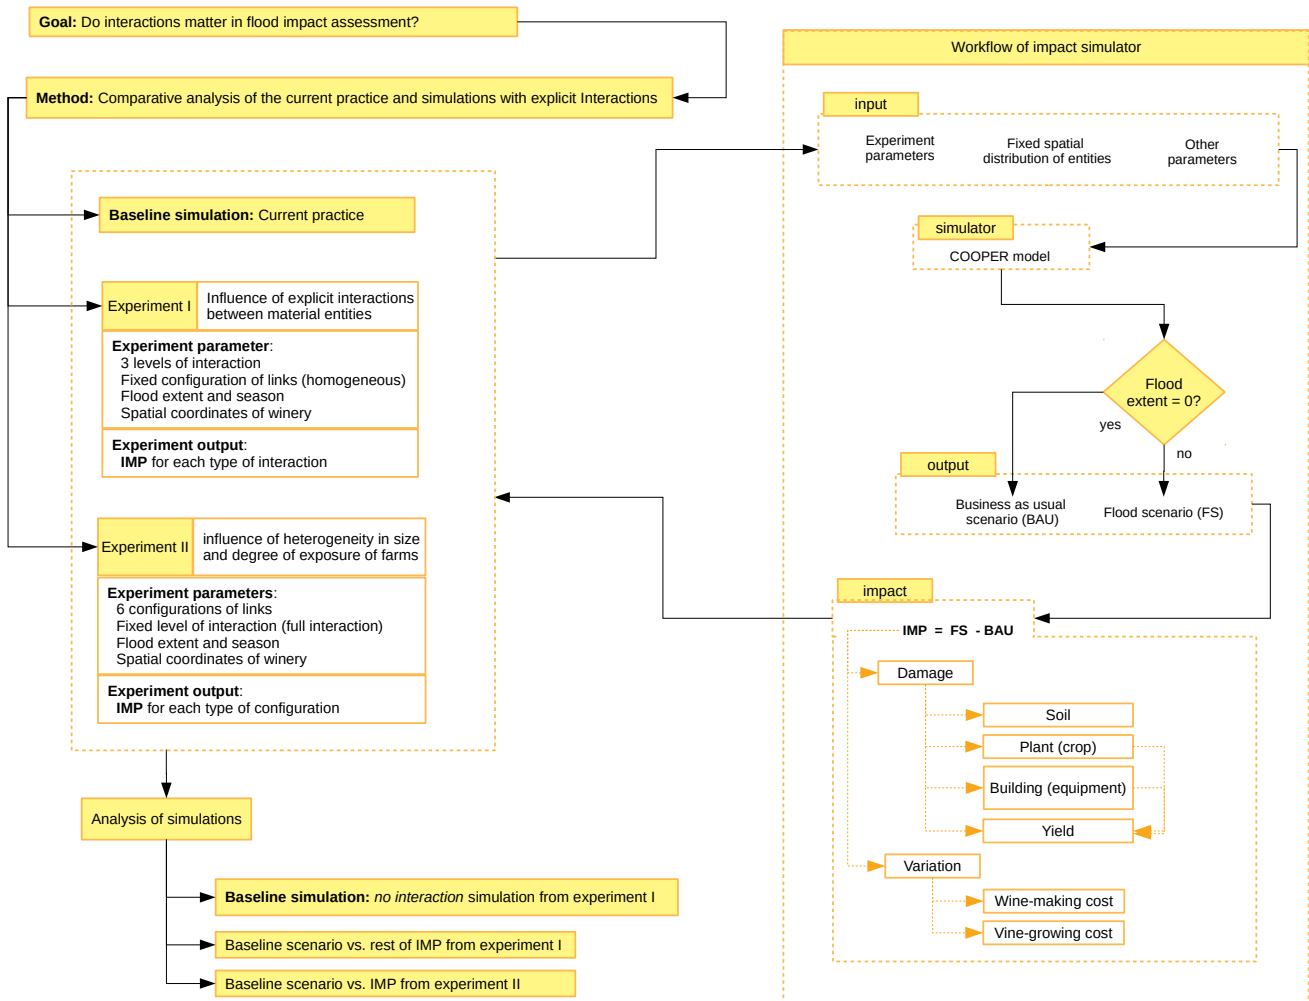 Goal: Do interactions matter in flood impact assessment?
Method: Comparative analysis of the current practice and simulations with explicit Interactions
Baseline simulation: Current practice
Experiment I
Influence of explicit interactions
between material entities
Experiment parameter:
3 levels of interaction
Fixed configuration of links (homogeneous)
Flood extent and season
Spatial coordinates of winery
Experiment output:
IMP for each type of interaction
Experiment II
influence of heterogeneity in size
and degree of exposure of farms
Experiment parameters:
6 configurations of links
Fixed level of interaction (full interaction)
Flood extent and season
Spatial coordinates of winery
Experiment output:
IMP for each type of configuration
Analysis of simulations
Baseline simulation: no interaction simulation from experiment I
Baseline scenario vs. rest of IMP from experiment I
Baseline scenario vs. IMP from experiment II
Workflow of impact simulator
input
Experiment
parameters
Fixed spatial
distribution of entities
Other
parameters
simulator
COOPER model
Flood
extent = 0?
yes
no
output
Business as usual
scenario (BAU)
Flood scenario (FS)
impact
IMP = FS - BAU
Damage
Soil
Plant (crop)
Building (equipment)
Yield
Variation
Wine-making cost
Vine-growing cost